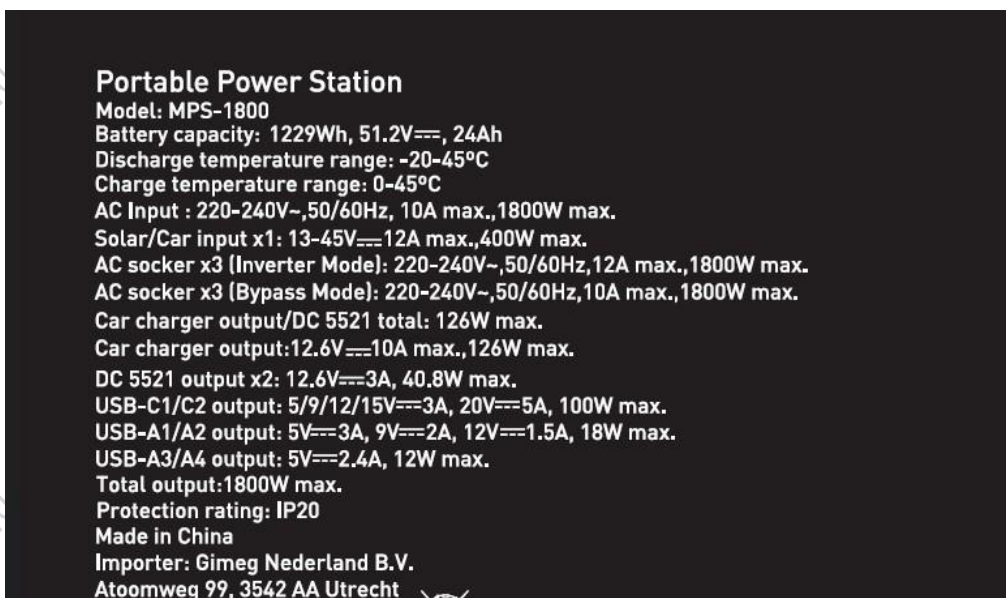 Portable Power Station
Model: MPS-1800
Battery capacity: 1229Wh, 51.2V⎓, 24Ah
Discharge temperature range: -20-45ºC
Charge temperature range: 0-45ºC
AC Input : 220-240V~,50/60Hz, 10A max.,1800W max.
Solar/Car input x1: 13-45V⎓12A max.,400W max.
AC socker x3 (Inverter Mode): 220-240V~,50/60Hz,12A max.,1800W max.
AC socker x3 (Bypass Mode): 220-240V~,50/60Hz,10A max.,1800W max.
Car charger output/DC 5521 total: 126W max.
Car charger output:12.6V⎓10A max.,126W max.
DC 5521 output x2: 12.6V⎓3A, 40.8W max.
USB-C1/C2 output: 5/9/12/15V⎓3A, 20V⎓5A, 100W max.
USB-A1/A2 output: 5V⎓3A, 9V⎓2A, 12V⎓1.5A, 18W max.
USB-A3/A4 output: 5V⎓2.4A, 12W max.
Total output:1800W max.
Protection rating: IP20
Made in China
Importer: Gimeg Nederland B.V.
Atoomweg 99, 3542 AA Utrecht